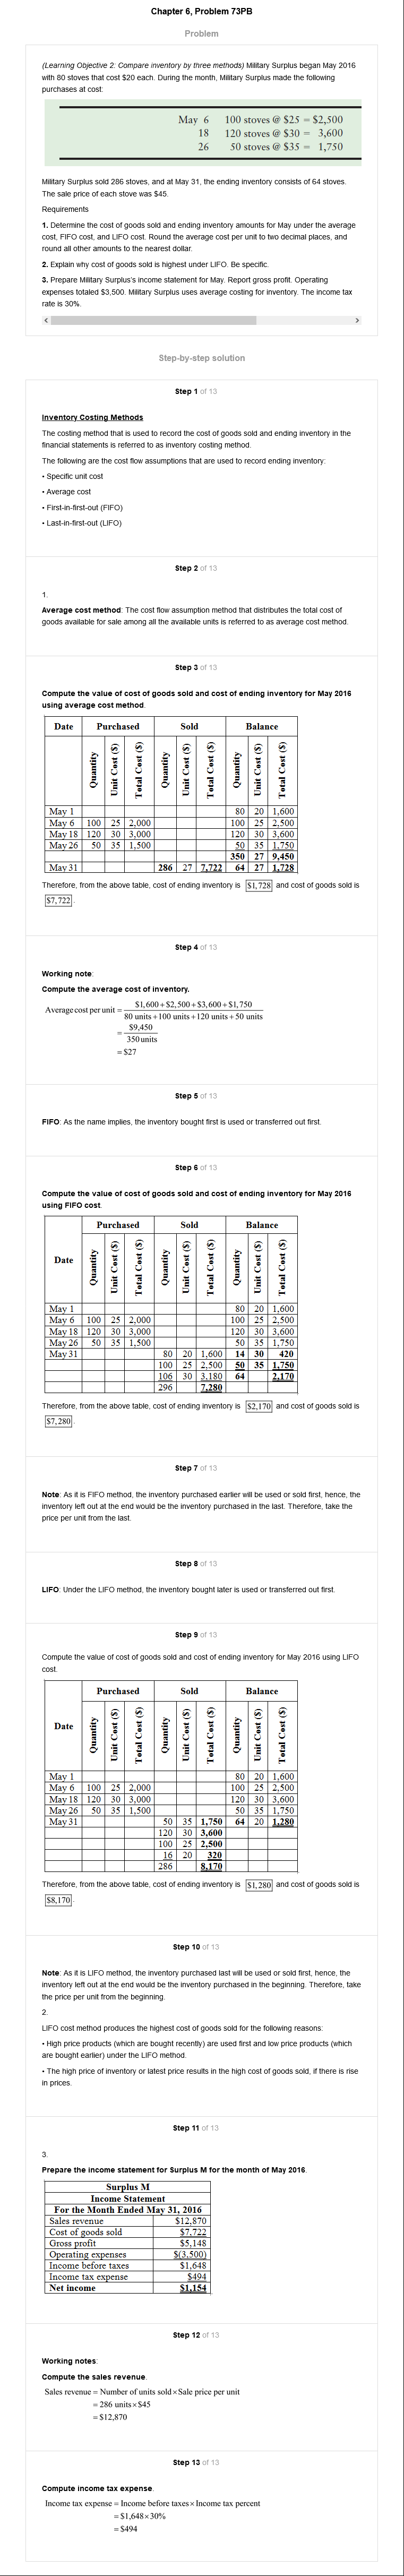 Chapter 6, Problem 73PB
Problem
(Learning Objective 2: Compare inventory by three methods) Military Surplus began May 2016
with 80 stoves that cost $20 each. During the month, Military Surplus made the following
purchases at cost:
May 6 100 stoves @ $25 = $2,500
18 120 stoves @ $30 = 3,600
26 50 stoves @ $35 = 1,750
Military Surplus sold 286 stoves, and at May 31, the ending inventory consists of 64 stoves.
The sale price of each stove was $45.
Requirements
1. Determine the cost of goods sold and ending inventory amounts for May under the average
cost, FIFO cost, and LIFO cost. Round the average cost per unit to two decimal places, and
round all other amounts to the nearest dollar.
2. Explain why cost of goods sold is highest under LIFO. Be specific.
3. Prepare Military Surplus's income statement for May. Report gross profit. Operating
expenses totaled $3,500. Military Surplus uses average costing for inventory. The income tax
rate is 30%.
Step-by-step solution
Step 1 of 13
Inventory Costing Methods
The costing method that is used to record the cost of goods sold and ending inventory in the
financial statements is referred to as inventory costing method.
The following are the cost flow assumptions that are used to record ending inventory:
• Specific unit cost
• Average cost
• First-in-first-out (FIFO)
• Last-in-first-out (LIFO)
Step 2 of 13
1.
Average cost method: The cost flow assumption method that distributes the total cost of
goods available for sale among all the available units is referred to as average cost method.
Step 3 of 13
Compute the value of cost of goods sold and cost of ending inventory for May 2016
using average cost method.
Date Purchased Sold Balance
Quantity Unit Cost ($) Total Cost ($) Quantity Unit Cost ($) Total Cost ($) Quantity Unit Cost ($) Total Cost ($)
May 1 80 20 1,600
May 6 100 25 2,000 100 25 2,500
May 18 120 30 3,000 120 30 3,600
May 26 50 35 1,500 50 35 1,750
350 27 9,450
May 31 286 27 7,722 64 27 1,728
Therefore, from the above table, cost of ending inventory is $1,728 and cost of goods sold is
$7,722.
Step 4 of 13
Working note:
Compute the average cost of inventory.
Average cost per unit = $1,600 + $2,500 + $3,600 + $1,750
80 units + 100 units + 120 units + 50 units
= $9,450
350 units
= $27
Step 5 of 13
FIFO: As the name implies, the inventory bought first is used or transferred out first.
Step 6 of 13
Compute the value of cost of goods sold and cost of ending inventory for May 2016
using FIFO cost.
Purchased Sold Balance
Date Quantity Unit Cost ($) Total Cost ($) Quantity Unit Cost ($) Total Cost ($) Quantity Unit Cost ($) Total Cost ($)
May 1 80 20 1,600
May 6 100 25 2,000 100 25 2,500
May 18 120 30 3,000 120 30 3,600
May 26 50 35 1,500 50 35 1,750
May 31 80 20 1,600 14 30 420
100 25 2,500 50 35 1,750
106 30 3,180 64 2,170
296 7,280
Therefore, from the above table, cost of ending inventory is $2,170 and cost of goods sold is
$7,280.
Step 7 of 13
Note: As it is FIFO method, the inventory purchased earlier will be used or sold first, hence, the
inventory left out at the end would be the inventory purchased in the last. Therefore, take the
price per unit from the last.
Step 8 of 13
LIFO: Under the LIFO method, the inventory bought later is used or transferred out first.
Step 9 of 13
Compute the value of cost of goods sold and cost of ending inventory for May 2016 using LIFO
cost.
Purchased Sold Balance
Date Quantity Unit Cost ($) Total Cost ($) Quantity Unit Cost ($) Total Cost ($) Quantity Unit Cost ($) Total Cost ($)
May 1 80 20 1,600
May 6 100 25 2,000 100 25 2,500
May 18 120 30 3,000 120 30 3,600
May 26 50 35 1,500 50 35 1,750
May 31 50 35 1,750 64 20 1,280
120 30 3,600
100 25 2,500
16 20 320
286 8,170
Therefore, from the above table, cost of ending inventory is $1,280 and cost of goods sold is
$8,170.
Step 10 of 13
Note: As it is LIFO method, the inventory purchased last will be used or sold first, hence, the
inventory left out at the end would be the inventory purchased in the beginning. Therefore, take
the price per unit from the beginning.
2.
LIFO cost method produces the highest cost of goods sold for the following reasons:
• High price products (which are bought recently) are used first and low price products (which
are bought earlier) under the LIFO method.
• The high price of inventory or latest price results in the high cost of goods sold, if there is rise
in prices.
Step 11 of 13
3.
Prepare the income statement for Surplus M for the month of May 2016.
Surplus M
Income Statement
For the Month Ended May 31, 2016
Sales revenue $12,870
Cost of goods sold $7,722
Gross profit $5,148
Operating expenses $(3,500)
Income before taxes $1,648
Income tax expense $494
Net income $1,154
Step 12 of 13
Working notes:
Compute the sales revenue.
Sales revenue = Number of units sold × Sale price per unit
= 286 units × $45
= $12,870
Step 13 of 13
Compute income tax expense.
Income tax expense = Income before taxes × Income tax percent
= $1,648 × 30%
= $494